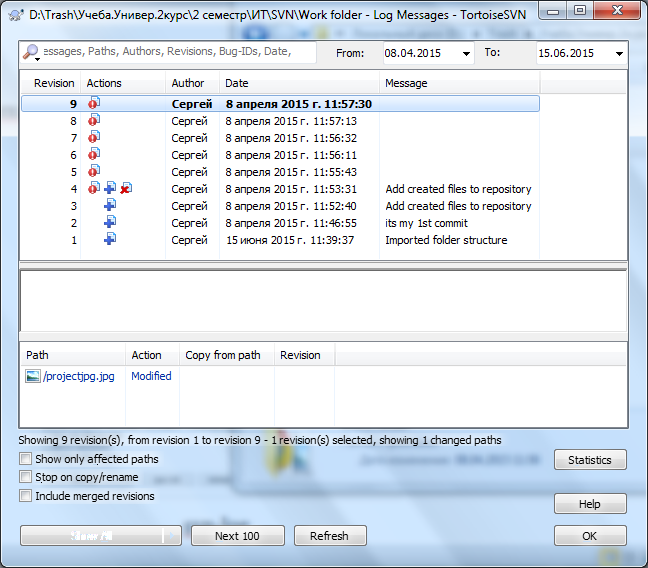 D:\Trash\Учеба.Универ.2курс\2 семестр\ИТ\SVN\Work folder - Log Messages - TortoiseSVN
essages, Paths, Authors, Revisions, Bug-IDs, Date,
From: 08.04.2015 To: 15.06.2015
Revision Actions Author Date Message
9 Сергей 8 апреля 2015 г. 11:57:30
8 Сергей 8 апреля 2015 г. 11:57:13
7 Сергей 8 апреля 2015 г. 11:56:32
6 Сергей 8 апреля 2015 г. 11:56:11
5 Сергей 8 апреля 2015 г. 11:55:43
4 Сергей 8 апреля 2015 г. 11:53:31 Add created files to repository
3 Сергей 8 апреля 2015 г. 11:52:40 Add created files to repository
2 Сергей 8 апреля 2015 г. 11:46:55 its my 1st commit
1 Сергей 15 июня 2015 г. 11:39:37 Imported folder structure
Path Action Copy from path Revision
/projectjpg.jpg Modified
Showing 9 revision(s), from revision 1 to revision 9 - 1 revision(s) selected, showing 1 changed paths
Show only affected paths
Statistics
Stop on copy/rename
Include merged revisions
Help
Next 100 Refresh OK